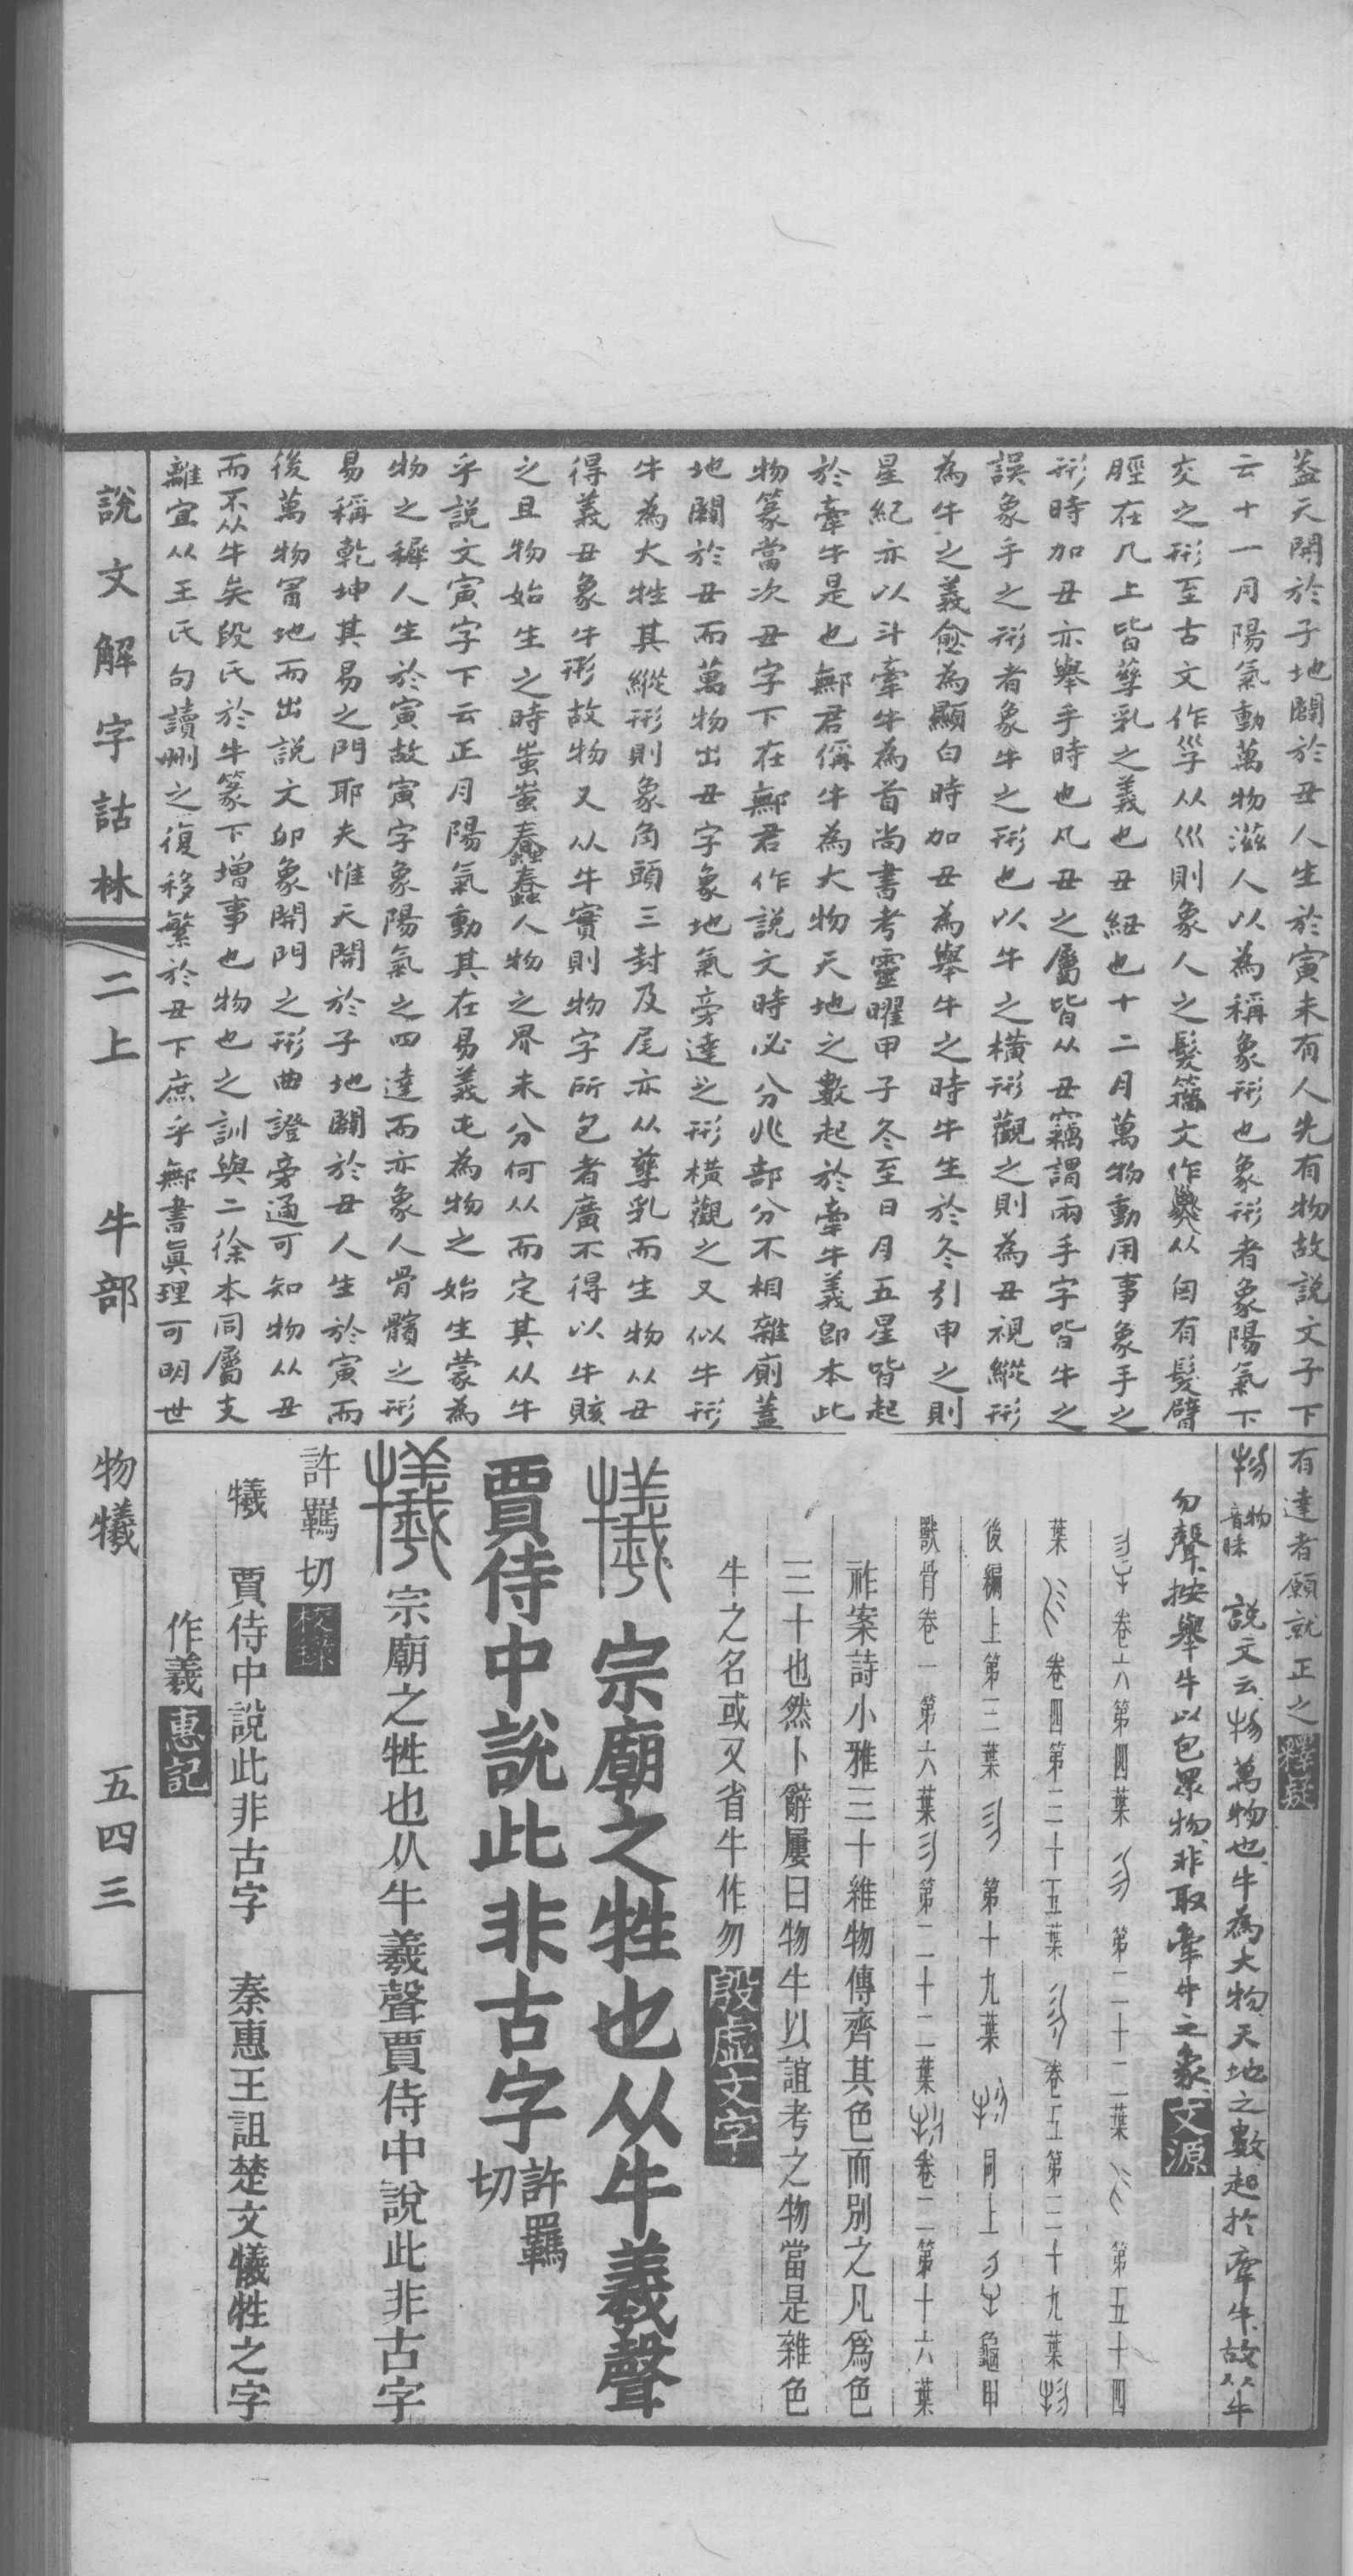 蓋天開於子地闢於丑人生於寅未有人先有物故說文子下
云十一月陽氣動萬物滋人以為稱象形也象形者象陽氣下
交之形至古文作㜽从巛則象人之髮籀文作𢀇从囟有髮臂
脛在几上皆孳乳之義也丑紐也十二月萬物動用事象手之
形時加丑亦舉手時也凡丑之屬皆从丑竊謂兩手字皆牛之
誤象手之形者象牛之形也以牛之橫形觀之則為丑視縱形
為牛之義愈為顯白時加丑為舉牛之時牛生於冬引申之則
星紀亦以斗牽牛為首尚書考靈曜甲子冬至日月五星皆起
於牽牛是也鄦君偁牛為大物天地之數起於牽牛義卽本此
物篆當次丑字下在鄦君作說文時必分兆部分不相雜廁蓋
地闢於丑而萬物出丑字象地氣旁達之形橫觀之又似牛形
牛為大牲其縱形則象角頭三封及尾亦从孳乳而生物从丑
得義丑象牛形故物又从牛實則物字所包者廣不得以牛賅
之且物始生之時蚩蚩蠢蠢人物之界未分何从而定其从牛
乎說文寅字下云正月陽氣動其在易義屯為物之始生蒙為
物之穉人生於寅故寅字象陽氣之四達而亦象人骨髕之形
易稱乾坤其易之門耶夫惟天開於子地闢於丑人生於寅而
後萬物冒地而出說文卯象開門之形曲證旁通可知物从丑
而不从牛矣段氏於牛篆下增事也物也之訓與二徐本同屬支
離宜从王氏句讀刪之復移繫於丑下庶乎鄦書眞理可明世
有達者願就正之釋疑
物 物音昧 說文云物萬物也牛為大物天地之數起於牽牛故从牛
勿聲按舉牛以包眾物非取牽牛之象文源
卷六第四葉 第二十二葉 第五十四
葉 卷四第三十五葉 卷五第三十九葉
後編上第三葉 第十九葉 同上 龜甲
獸骨卷一第六葉 第二十二葉 卷二第十六葉
祚案詩小雅三十維物傳齊其色而別之凡爲色
三十也然卜辭屢曰物牛以誼考之物當是雜色
牛之名或又省牛作勿殷虛文字
犧 宗廟之牲也从牛羲聲
賈侍中說此非古字許羈切
犧 宗廟之牲也从牛羲聲賈侍中說此非古字
許羈切校錄
犧 賈侍中說此非古字 秦惠王詛楚文犧牲之字
作義惠記
說文解字詁林 二上 牛部 物犧 五四三